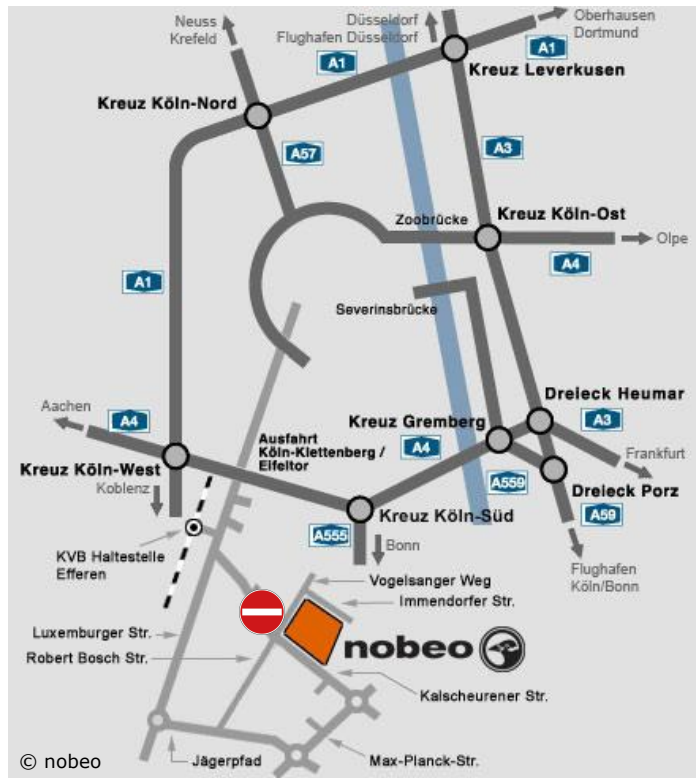 Neuss
Krefeld
Düsseldorf
Flughafen Düsseldorf
Oberhausen
Dortmund
A1
A1
Kreuz Leverkusen
Kreuz Köln-Nord
A57
A3
Zoobrücke
Kreuz Köln-Ost
Olpe
A4
A1
Severinsbrücke
Aachen
A4
Dreieck Heumar
Kreuz Gremberg
A3
Ausfahrt
Köln-Klettenberg /
Eifeltor
A4
Frankfurt
Kreuz Köln-West
Koblenz
A559
Dreieck Porz
A59
Kreuz Köln-Süd
A555
Bonn
KVB Haltestelle
Efferen
Flughafen
Köln/Bonn
Vogelsanger Weg
Immendorfer Str.
Luxemburger Str.
nobeo
Robert Bosch Str.
Kalscheurener Str.
© nobeo
Jägerpfad
Max-Planck-Str.